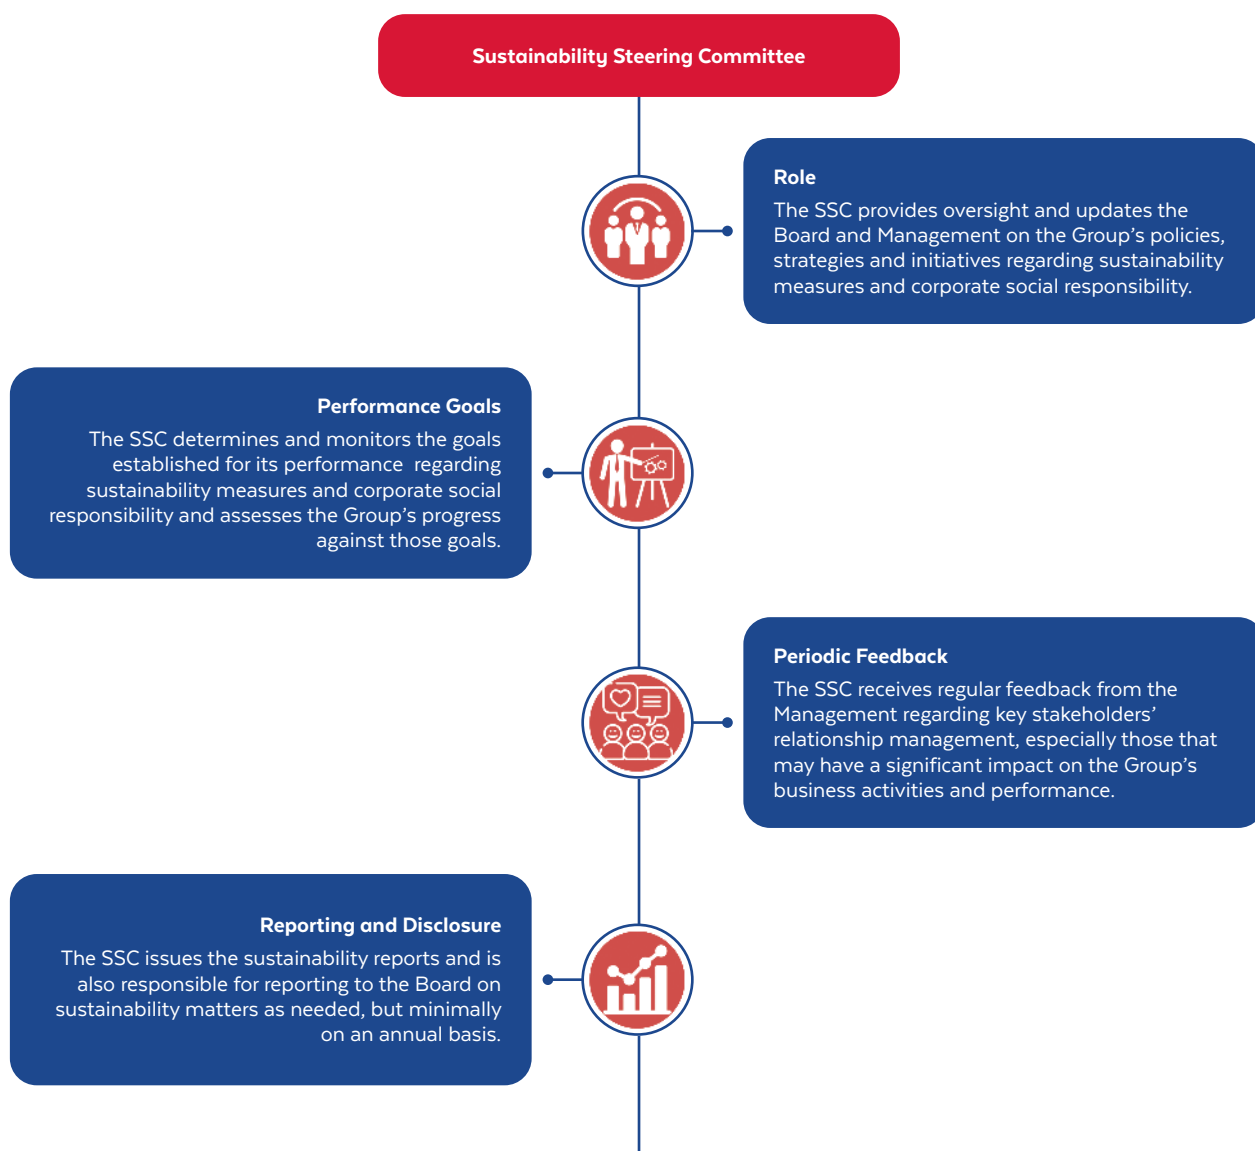 Sustainability Steering Committee
Role
The SSC provides oversight and updates the
Board and Management on the Group’s policies,
strategies and initiatives regarding sustainability
measures and corporate social responsibility.
Performance Goals
The SSC determines and monitors the goals
established for its performance  regarding
sustainability measures and corporate social
responsibility and assesses the Group’s progress
against those goals.
Periodic Feedback
The SSC receives regular feedback from the
Management regarding key stakeholders’
relationship management, especially those that
may have a significant impact on the Group’s
business activities and performance.
Reporting and Disclosure
The SSC issues the sustainability reports and is
also responsible for reporting to the Board on
sustainability matters as needed, but minimally
on an annual basis.